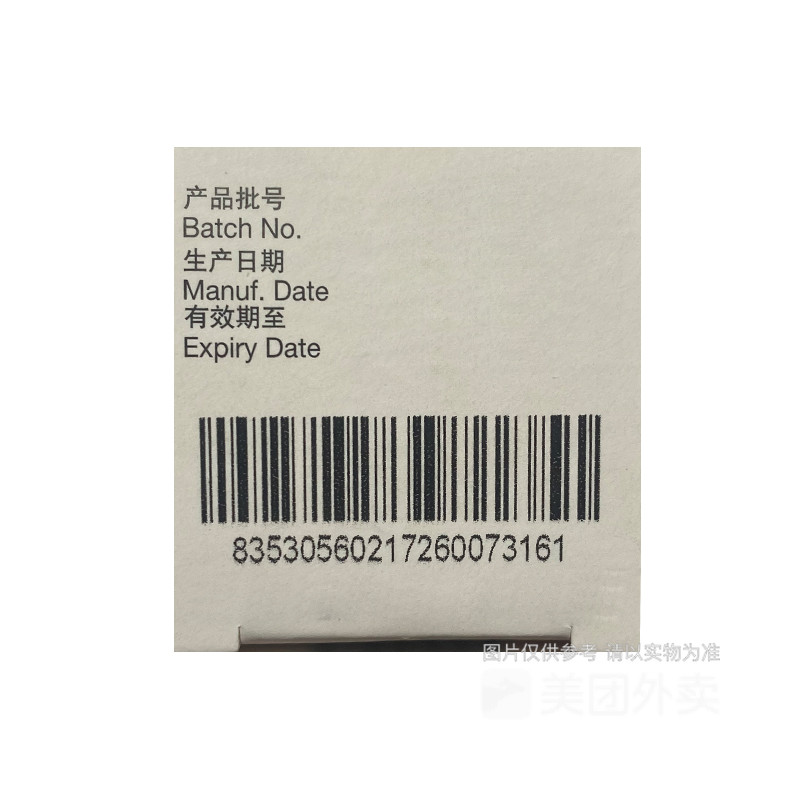 产品批号
Batch No.
生产日期
Manuf. Date
有效期至
Expiry Date
83530560217260073161
图片仅供参考 请以实物为准
美团外卖